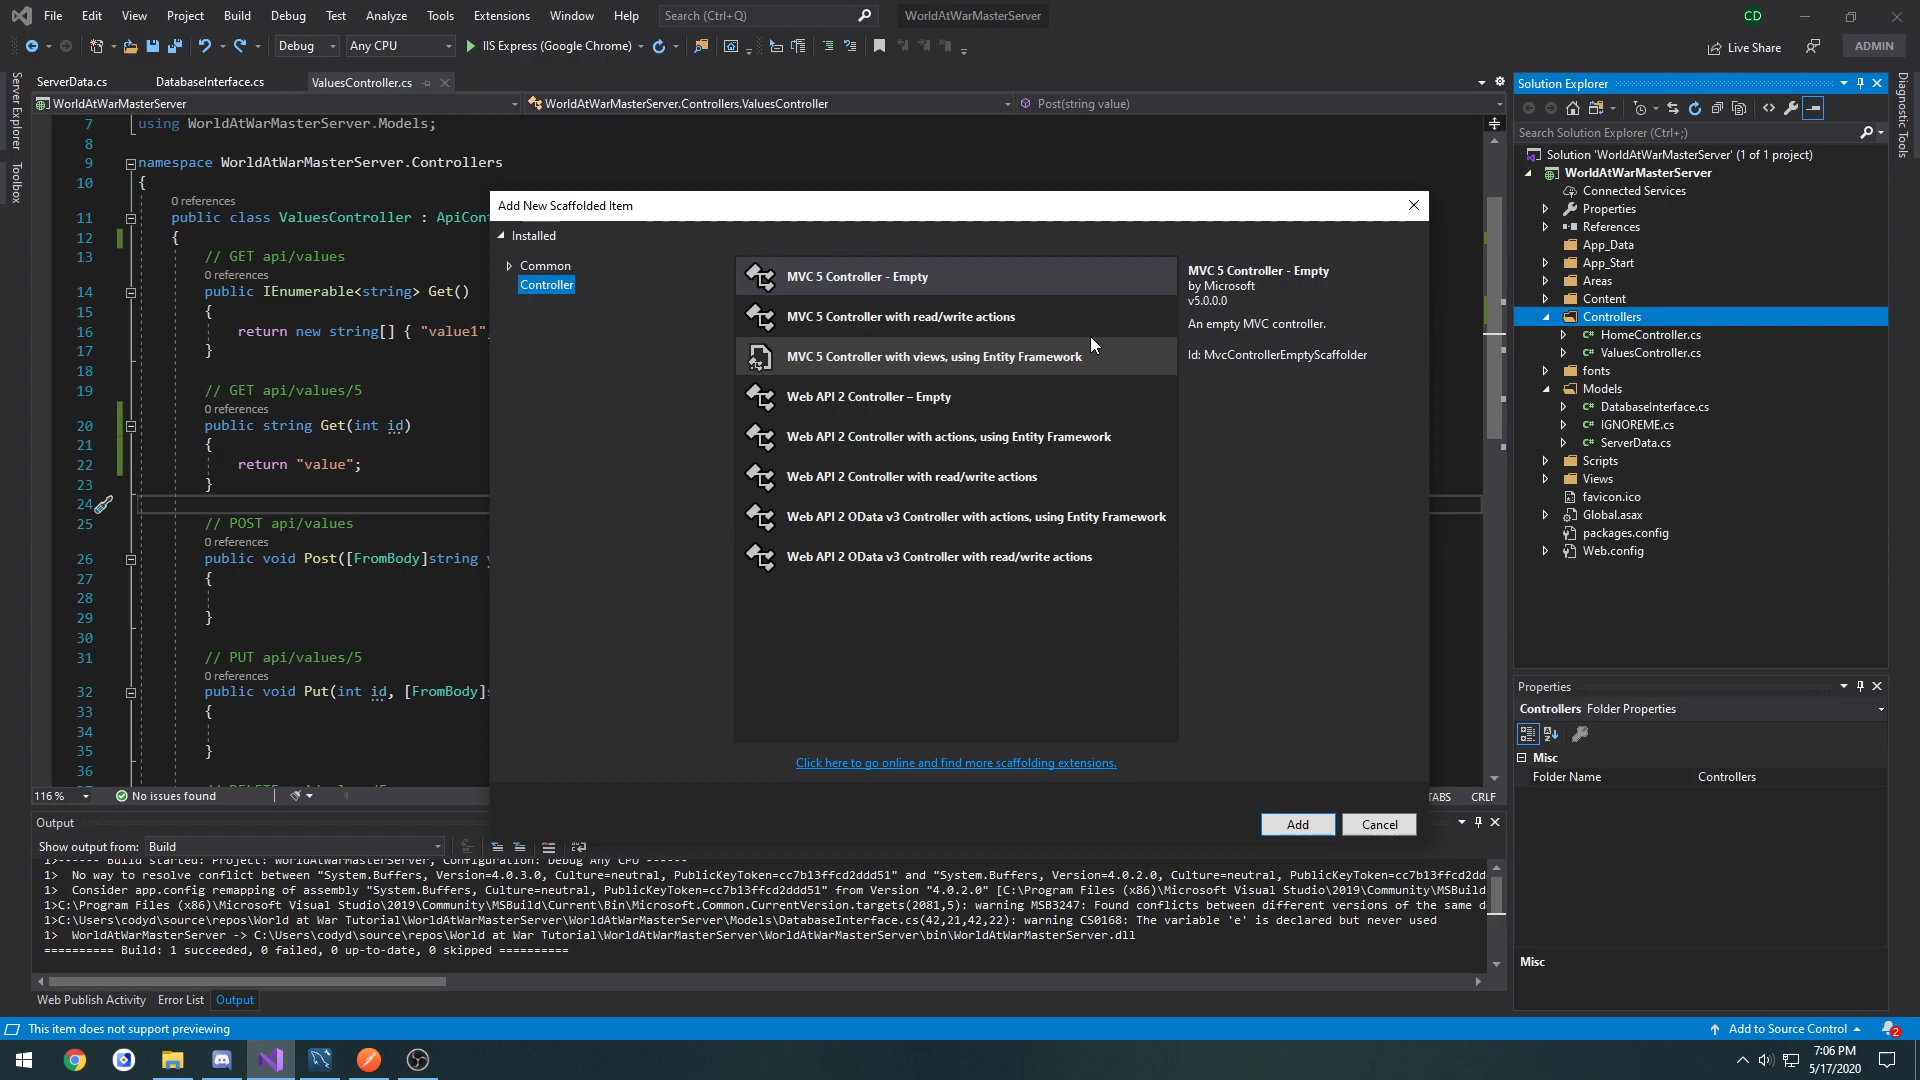 File Edit View Project Build Debug Test Analyze Tools Extensions Window Help Search (Ctrl+Q) WorldAtWarMasterServer CD
Debug Any CPU IIS Express (Google Chrome) Live Share ADMIN
ServerData.cs DatabaseInterface.cs ValuesController.cs
WorldAtWarMasterServer WorldAtWarMasterServer.Controllers.ValuesController Post(string value)
Server Explorer
Toolbox
7 using WorldAtWarMasterServer.Models;
8
9 namespace WorldAtWarMasterServer.Controllers
10 {
0 references
11 public class ValuesController : ApiCon
12 {
13 // GET api/values
0 references
14 public IEnumerable<string> Get()
15 {
16 return new string[] { "value1"
17 }
18
19 // GET api/values/5
0 references
20 public string Get(int id)
21 {
22 return "value";
23 }
24
25 // POST api/values
0 references
26 public void Post([FromBody]string
27 {
28
29 }
30
31 // PUT api/values/5
0 references
32 public void Put(int id, [FromBody]
33 {
34
35 }
36
116 % No issues found TABS CRLF
Add New Scaffolded Item
Installed
Common
Controller
MVC 5 Controller - Empty
MVC 5 Controller with read/write actions
MVC 5 Controller with views, using Entity Framework
Web API 2 Controller – Empty
Web API 2 Controller with actions, using Entity Framework
Web API 2 Controller with read/write actions
Web API 2 OData v3 Controller with actions, using Entity Framework
Web API 2 OData v3 Controller with read/write actions
MVC 5 Controller - Empty
by Microsoft
v5.0.0.0
An empty MVC controller.
Id: MvcControllerEmptyScaffolder
Click here to go online and find more scaffolding extensions.
Add Cancel
Solution Explorer
Search Solution Explorer (Ctrl+;)
Solution 'WorldAtWarMasterServer' (1 of 1 project)
WorldAtWarMasterServer
Connected Services
Properties
References
App_Data
App_Start
Areas
Content
Controllers
HomeController.cs
ValuesController.cs
fonts
Models
DatabaseInterface.cs
IGNOREME.cs
ServerData.cs
Scripts
Views
favicon.ico
Global.asax
packages.config
Web.config
Diagnostic Tools
Properties
Controllers Folder Properties
Misc
Folder Name Controllers
Misc
Output
Show output from: Build
1>------ Build started: Project: WorldAtWarMasterServer, Configuration: Debug Any CPU ------
1> No way to resolve conflict between "System.Buffers, Version=4.0.3.0, Culture=neutral, PublicKeyToken=cc7b13ffcd2ddd51" and "System.Buffers, Version=4.0.2.0, Culture=neutral, PublicKeyToken=cc7b13ffcd2ddd
1> Consider app.config remapping of assembly "System.Buffers, Culture=neutral, PublicKeyToken=cc7b13ffcd2ddd51" from Version "4.0.2.0" [C:\Program Files (x86)\Microsoft Visual Studio\2019\Community\MSBuild
1>C:\Program Files (x86)\Microsoft Visual Studio\2019\Community\MSBuild\Current\Bin\Microsoft.Common.CurrentVersion.targets(2081,5): warning MSB3247: Found conflicts between different versions of the same d
1>C:\Users\codyd\source\repos\World at War Tutorial\WorldAtWarMasterServer\WorldAtWarMasterServer\Models\DatabaseInterface.cs(42,21,42,22): warning CS0168: The variable 'e' is declared but never used
1> WorldAtWarMasterServer -> C:\Users\codyd\source\repos\World at War Tutorial\WorldAtWarMasterServer\WorldAtWarMasterServer\bin\WorldAtWarMasterServer.dll
========== Build: 1 succeeded, 0 failed, 0 up-to-date, 0 skipped ==========
Web Publish Activity Error List Output
This item does not support previewing Add to Source Control 2
7:06 PM
5/17/2020